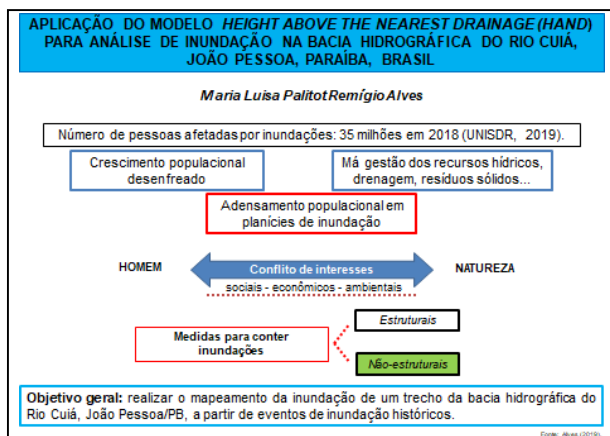 APLICAÇÃO DO MODELO HEIGHT ABOVE THE NEAREST DRAINAGE (HAND)
PARA ANÁLISE DE INUNDAÇÃO NA BACIA HIDROGRÁFICA DO RIO CUIÁ,
JOÃO PESSOA, PARAÍBA, BRASIL
Maria Luisa Palitot Remígio Alves
Número de pessoas afetadas por inundações: 35 milhões em 2018 (UNISDR, 2019).
Crescimento populacional
desenfreado
Má gestão dos recursos hídricos,
drenagem, resíduos sólidos...
Adensamento populacional em
planícies de inundação
HOMEM
Conflito de interesses
NATUREZA
sociais - econômicos - ambientais
Estruturais
Medidas para conter
inundações
Não-estruturais
Objetivo geral: realizar o mapeamento da inundação de um trecho da bacia hidrográfica do
Rio Cuiá, João Pessoa/PB, a partir de eventos de inundação históricos.
Fonte: Alves (2019)